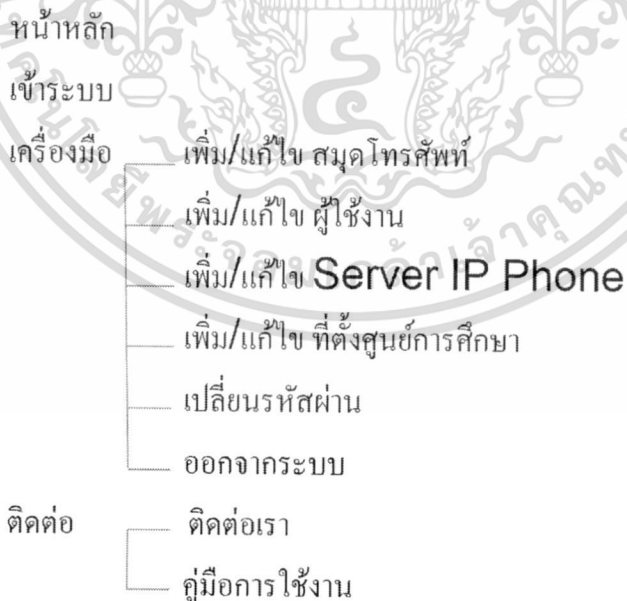 หน้าหลัก
เข้าระบบ
เครื่องมือ เพิ่ม/แก้ไข สมุดโทรศัพท์
เพิ่ม/แก้ไข ผู้ใช้งาน
เพิ่ม/แก้ไข Server IP Phone
เพิ่ม/แก้ไข ที่ตั้งศูนย์การศึกษา
เปลี่ยนรหัสผ่าน
ออกจากระบบ
ติดต่อ ติดต่อเรา
คู่มือการใช้งาน